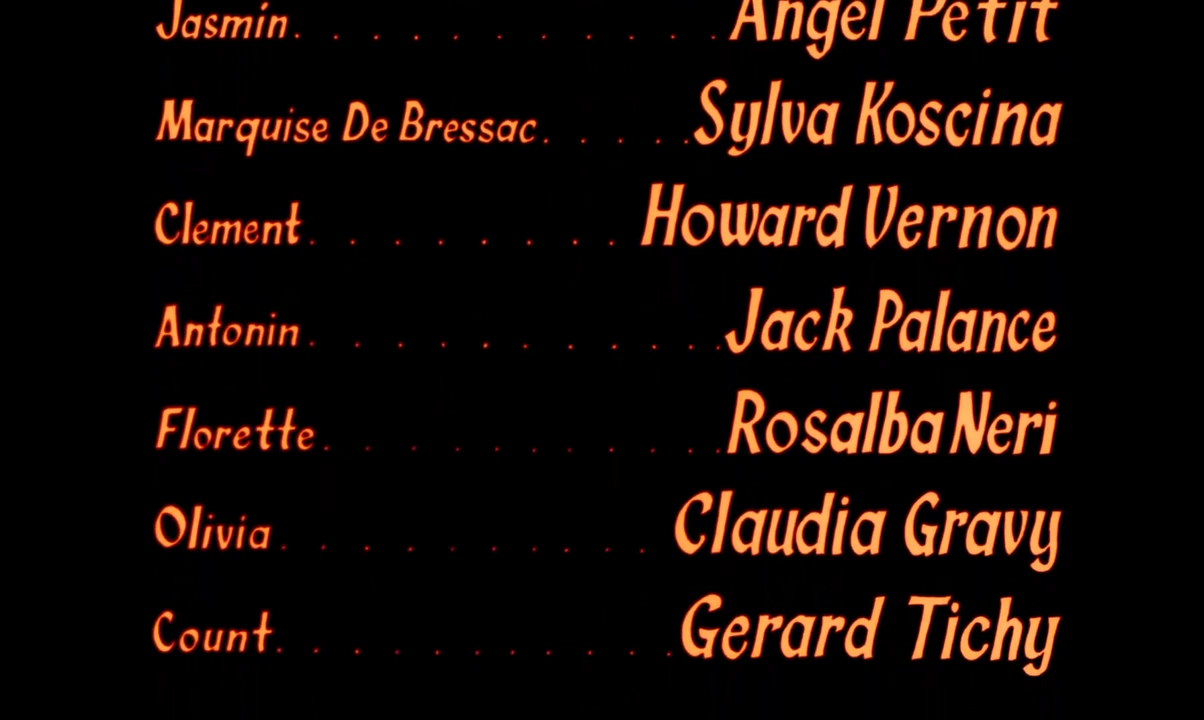 Jasmin. . . . . . . . . . . Angel Petit
Marquise De Bressac. . . . . Sylva Koscina
Clement. . . . . . . . Howard Vernon
Antonin. . . . . . . . . . . Jack Palance
Florette. . . . . . . . . . . Rosalba Neri
Olivia. . . . . . . . . . Claudia Gravy
Count. . . . . . . . . . . Gerard Tichy